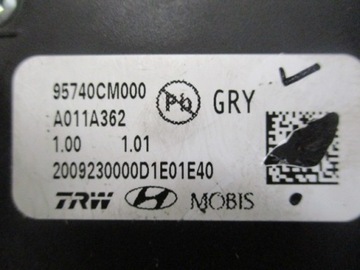 95740CM000
Pb
GRY
A011A362
1.00 1.01
2009230000D1E01E40
TRW MOBIS